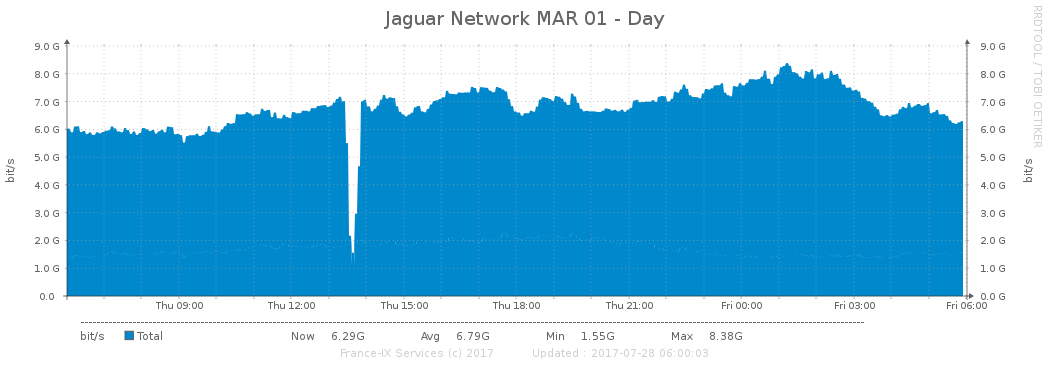 Jaguar Network MAR 01 - Day
RRDTOOL / TOBI OETIKER
9.0 G 9.0 G
8.0 G 8.0 G
7.0 G 7.0 G
6.0 G 6.0 G
5.0 G 5.0 G
4.0 G 4.0 G
3.0 G 3.0 G
2.0 G 2.0 G
1.0 G 1.0 G
0.0 0.0 G
bit/s bit/s
Thu 09:00 Thu 12:00 Thu 15:00 Thu 18:00 Thu 21:00 Fri 00:00 Fri 03:00 Fri 06:00
bit/s Total Now 6.29G Avg 6.79G Min 1.55G Max 8.38G
France-IX Services (c) 2017 Updated : 2017-07-28 06:00:03